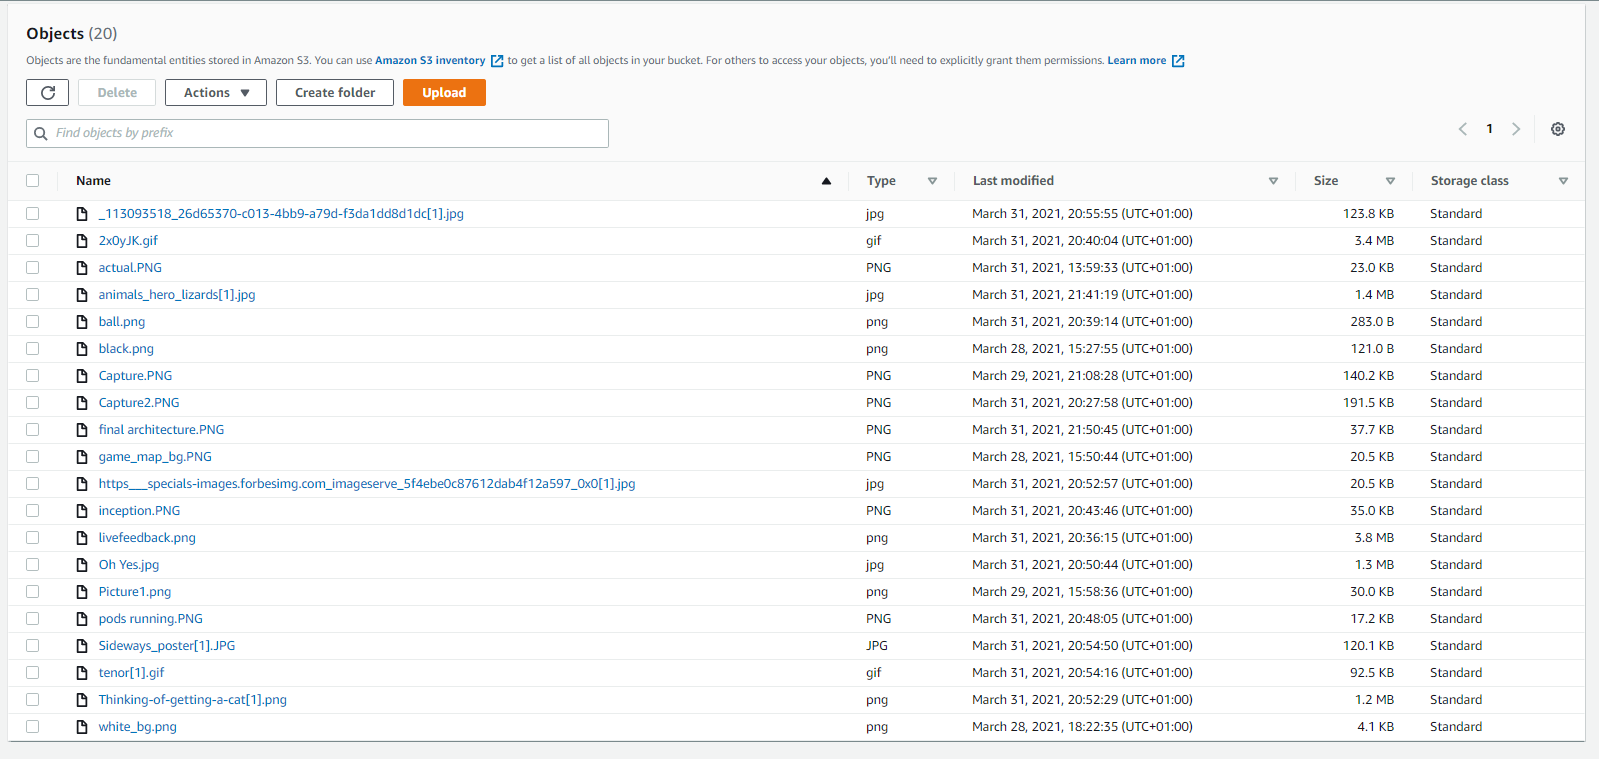 Objects (20)
Objects are the fundamental entities stored in Amazon S3. You can use Amazon S3 inventory to get a list of all objects in your bucket. For others to access your objects, you'll need to explicitly grant them permissions. Learn more
Delete Actions Create folder Upload
Find objects by prefix 1
Name Type Last modified Size Storage class
_113093518_26d65370-c013-4bb9-a79d-f3da1dd8d1dc[1].jpg jpg March 31, 2021, 20:55:55 (UTC+01:00) 123.8 KB Standard
2x0yJK.gif gif March 31, 2021, 20:40:04 (UTC+01:00) 3.4 MB Standard
actual.PNG PNG March 31, 2021, 13:59:33 (UTC+01:00) 23.0 KB Standard
animals_hero_lizards[1].jpg jpg March 31, 2021, 21:41:19 (UTC+01:00) 1.4 MB Standard
ball.png png March 31, 2021, 20:39:14 (UTC+01:00) 283.0 B Standard
black.png png March 28, 2021, 15:27:55 (UTC+01:00) 121.0 B Standard
Capture.PNG PNG March 29, 2021, 21:08:28 (UTC+01:00) 140.2 KB Standard
Capture2.PNG PNG March 31, 2021, 20:27:58 (UTC+01:00) 191.5 KB Standard
final architecture.PNG PNG March 31, 2021, 21:50:45 (UTC+01:00) 37.7 KB Standard
game_map_bg.PNG PNG March 28, 2021, 15:50:44 (UTC+01:00) 20.5 KB Standard
https___specials-images.forbesimg.com_imageserve_5f4ebe0c87612dab4f12a597_0x0[1].jpg jpg March 31, 2021, 20:52:57 (UTC+01:00) 20.5 KB Standard
inception.PNG PNG March 31, 2021, 20:43:46 (UTC+01:00) 35.0 KB Standard
livefeedback.png png March 31, 2021, 20:36:15 (UTC+01:00) 3.8 MB Standard
Oh Yes.jpg jpg March 31, 2021, 20:50:44 (UTC+01:00) 1.3 MB Standard
Picture1.png png March 29, 2021, 15:58:36 (UTC+01:00) 30.0 KB Standard
pods running.PNG PNG March 31, 2021, 20:48:05 (UTC+01:00) 17.2 KB Standard
Sideways_poster[1].JPG JPG March 31, 2021, 20:54:50 (UTC+01:00) 120.1 KB Standard
tenor[1].gif gif March 31, 2021, 20:54:16 (UTC+01:00) 92.5 KB Standard
Thinking-of-getting-a-cat[1].png png March 31, 2021, 20:52:29 (UTC+01:00) 1.2 MB Standard
white_bg.png png March 28, 2021, 18:22:35 (UTC+01:00) 4.1 KB Standard